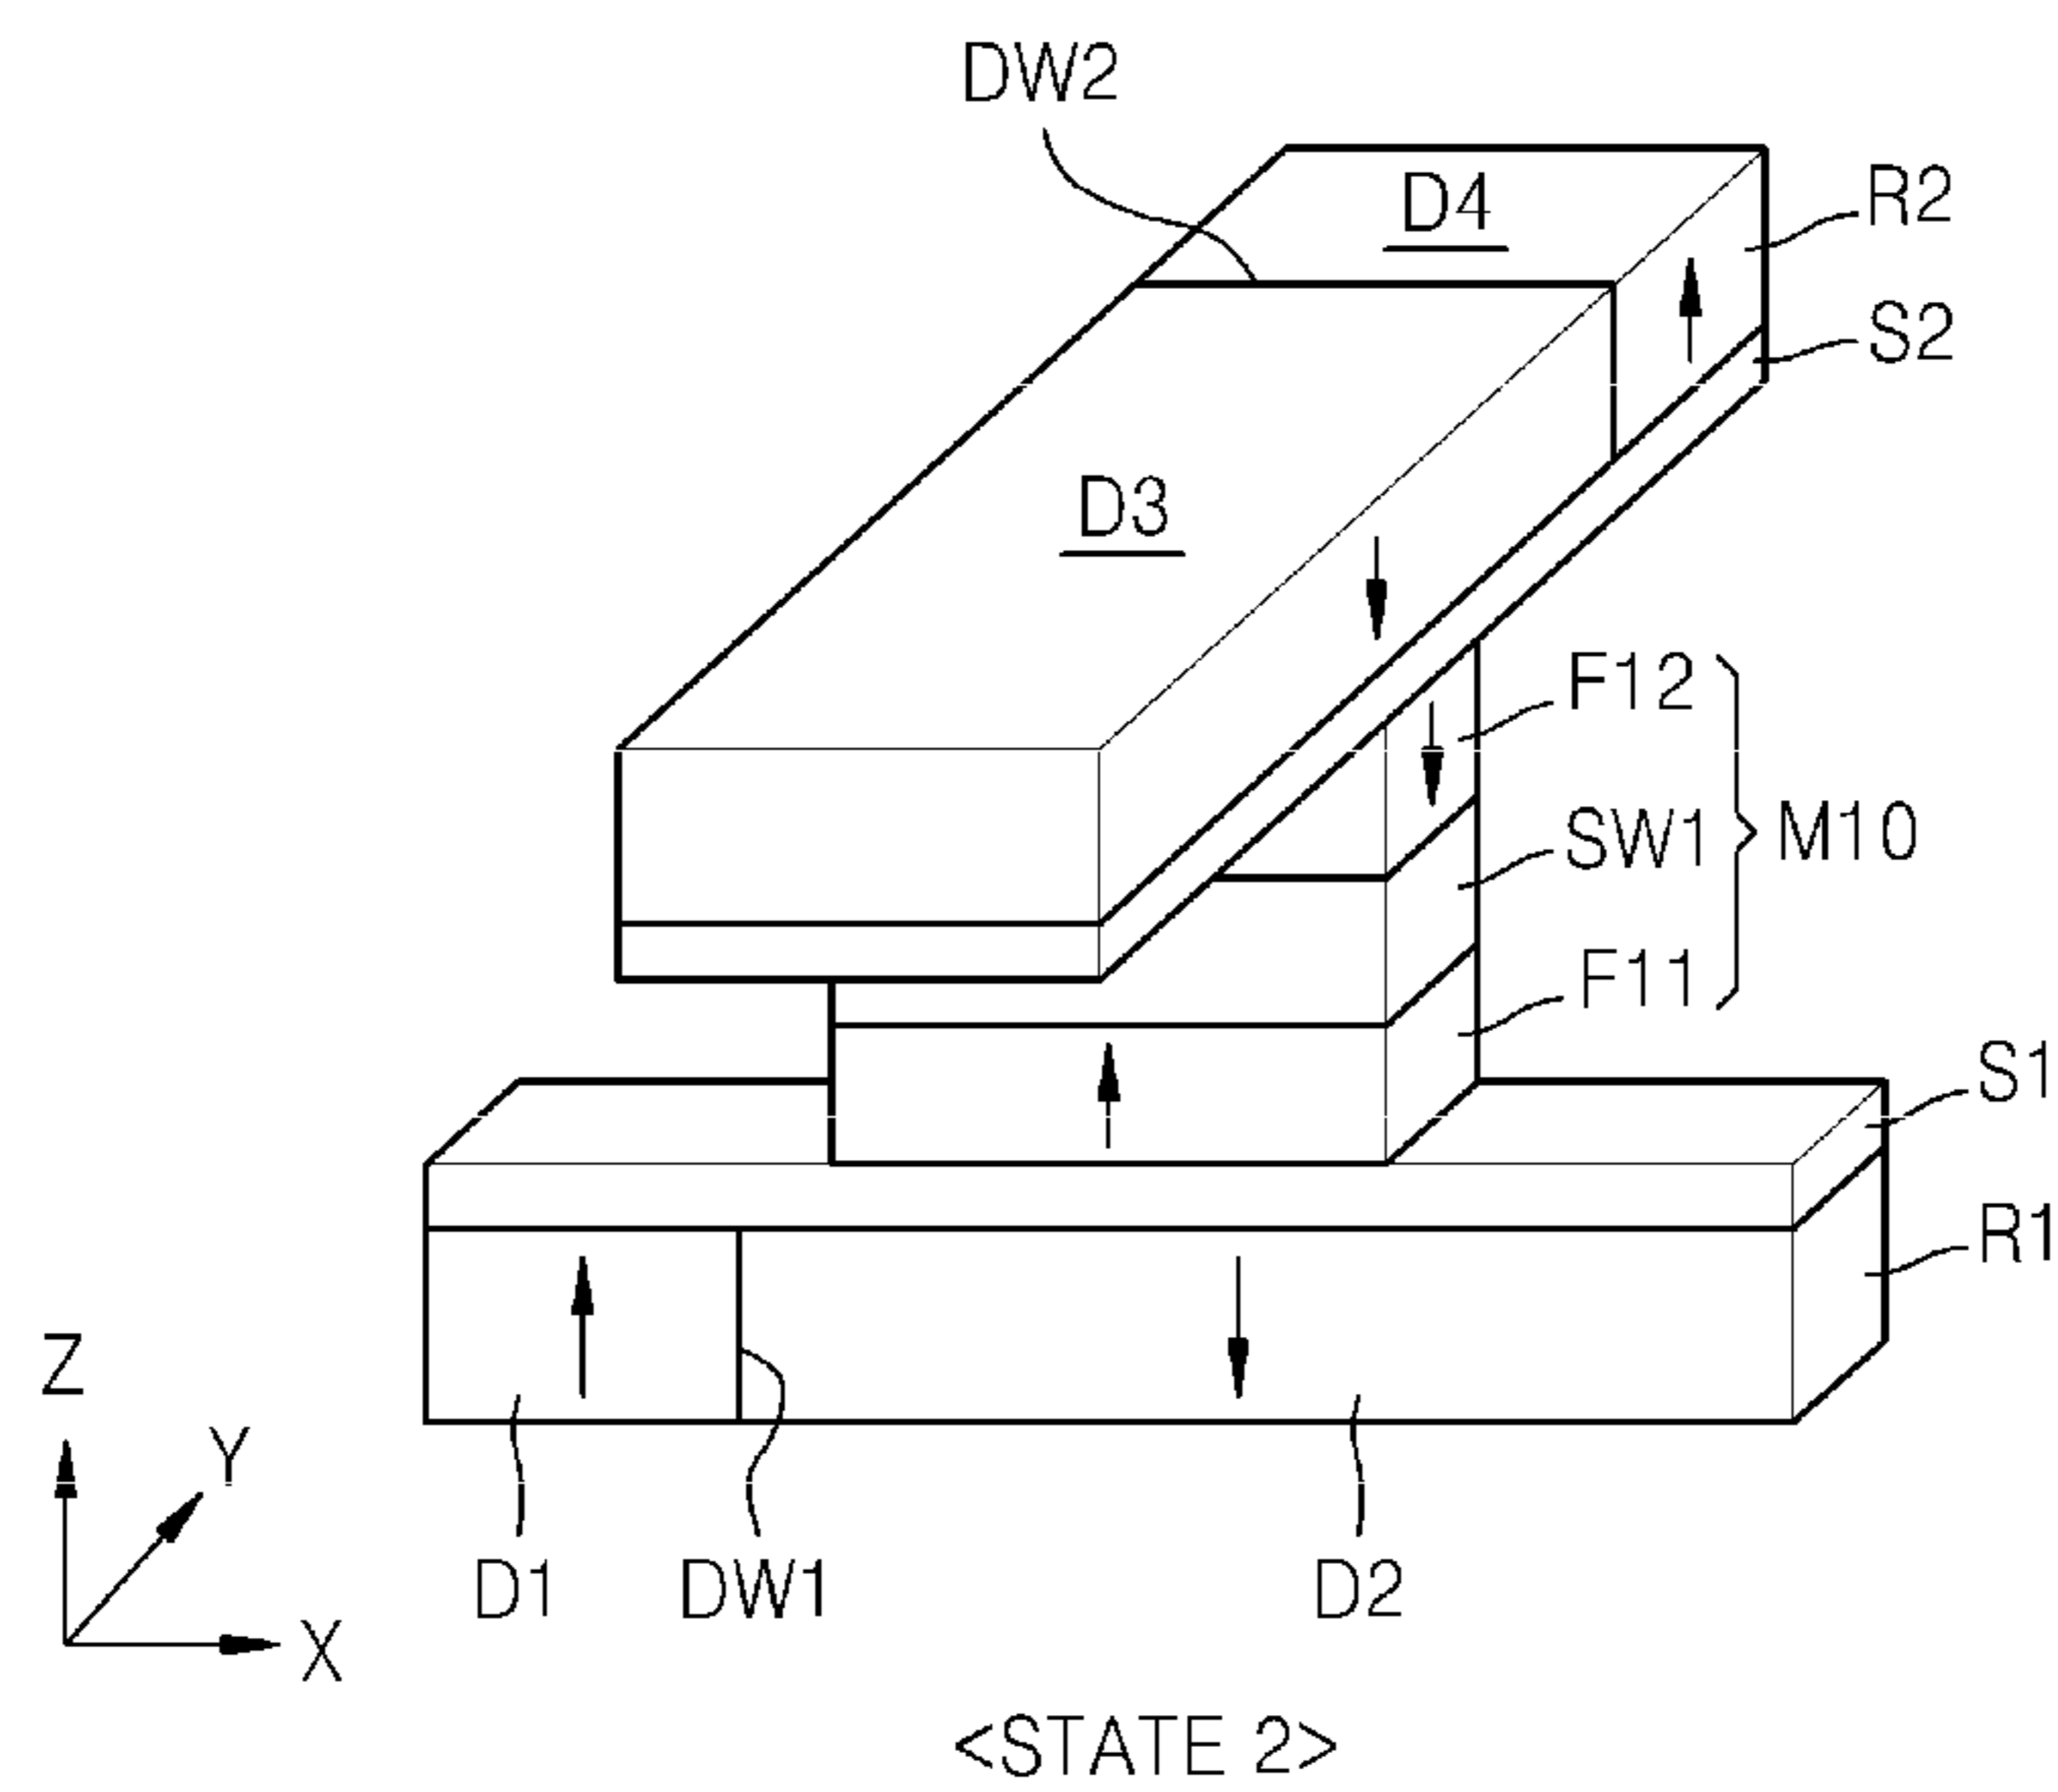 DW2
D4
R2
S2
D3
F12
SW1
M10
F11
S1
R1
Z
Y
X
D1
DW1
D2
<STATE 2>